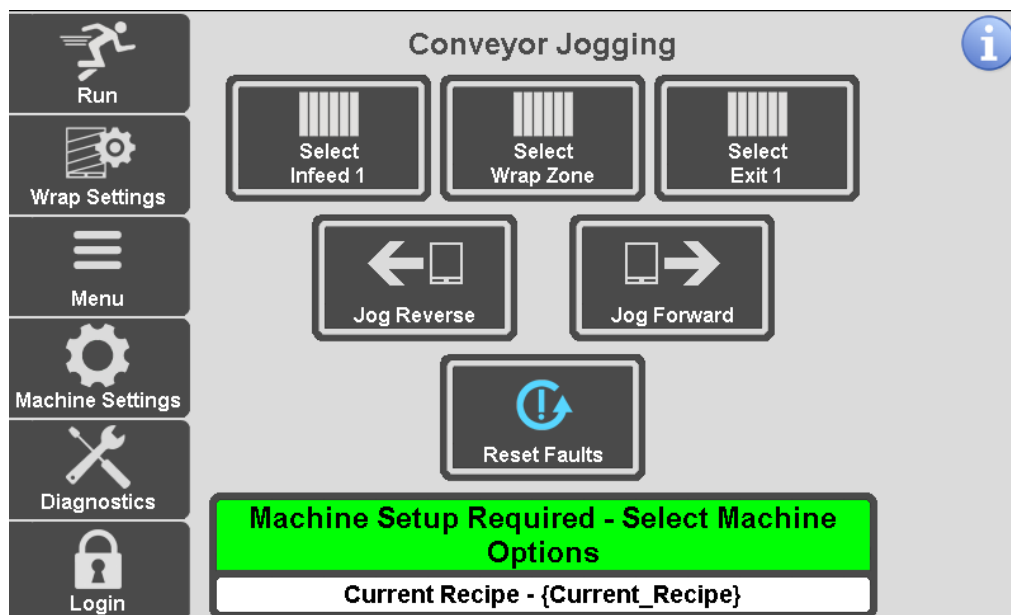 Run
Wrap Settings
Menu
Machine Settings
Diagnostics
Login
Conveyor Jogging
i
Select
Infeed 1
Select
Wrap Zone
Select
Exit 1
Jog Reverse
Jog Forward
Reset Faults
Machine Setup Required - Select Machine
Options
Current Recipe - {Current_Recipe}